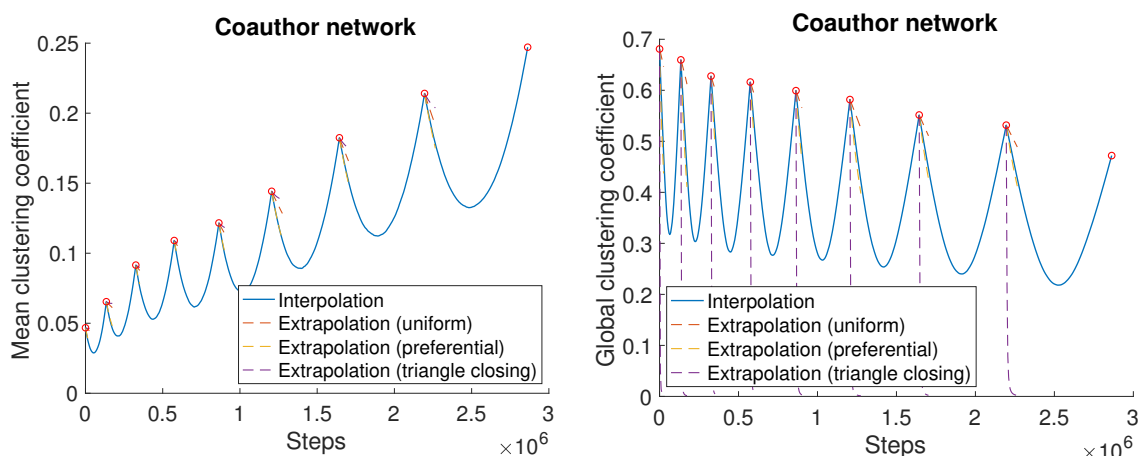 Coauthor network
Mean clustering coefficient
0.25
0.2
0.15
0.1
0.05
0
Interpolation
Extrapolation (uniform)
Extrapolation (preferential)
Extrapolation (triangle closing)
0 0.5 1 1.5 2 2.5 3
Steps
×10^6
Coauthor network
Global clustering coefficient
0.7
0.6
0.5
0.4
0.3
0.2
0.1
0
Interpolation
Extrapolation (uniform)
Extrapolation (preferential)
Extrapolation (triangle closing)
0 0.5 1 1.5 2 2.5 3
Steps
×10^6